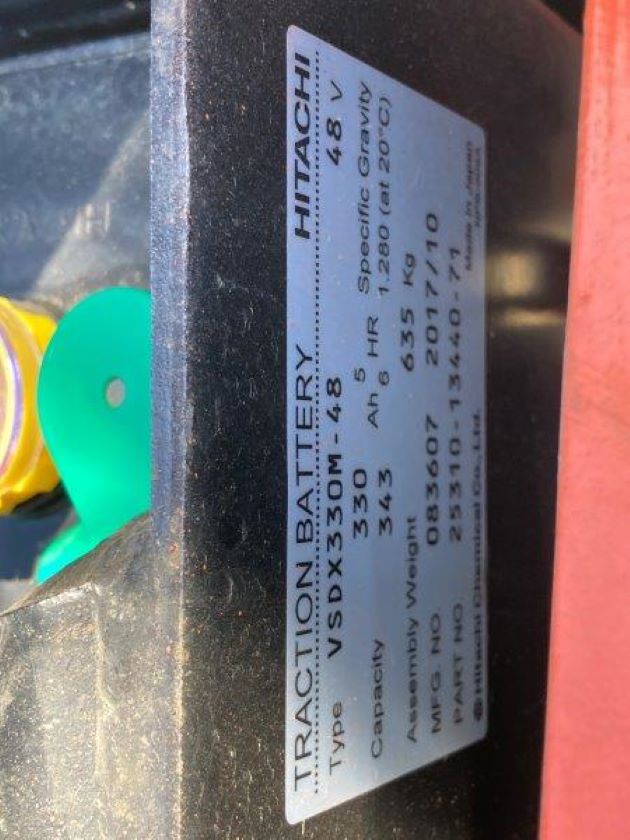 TRACTION BATTERY HITACHI
Type VSDX330M-48 48 V
Capacity 330 Ah 5 HR Specific Gravity
343 6 1.280 (at 20°C)
Assembly Weight 635 Kg
MFG. NO. 083607 2017/10
PART NO. 25310-13440-71
Hitachi Chemical Co., Ltd. Made in Japan